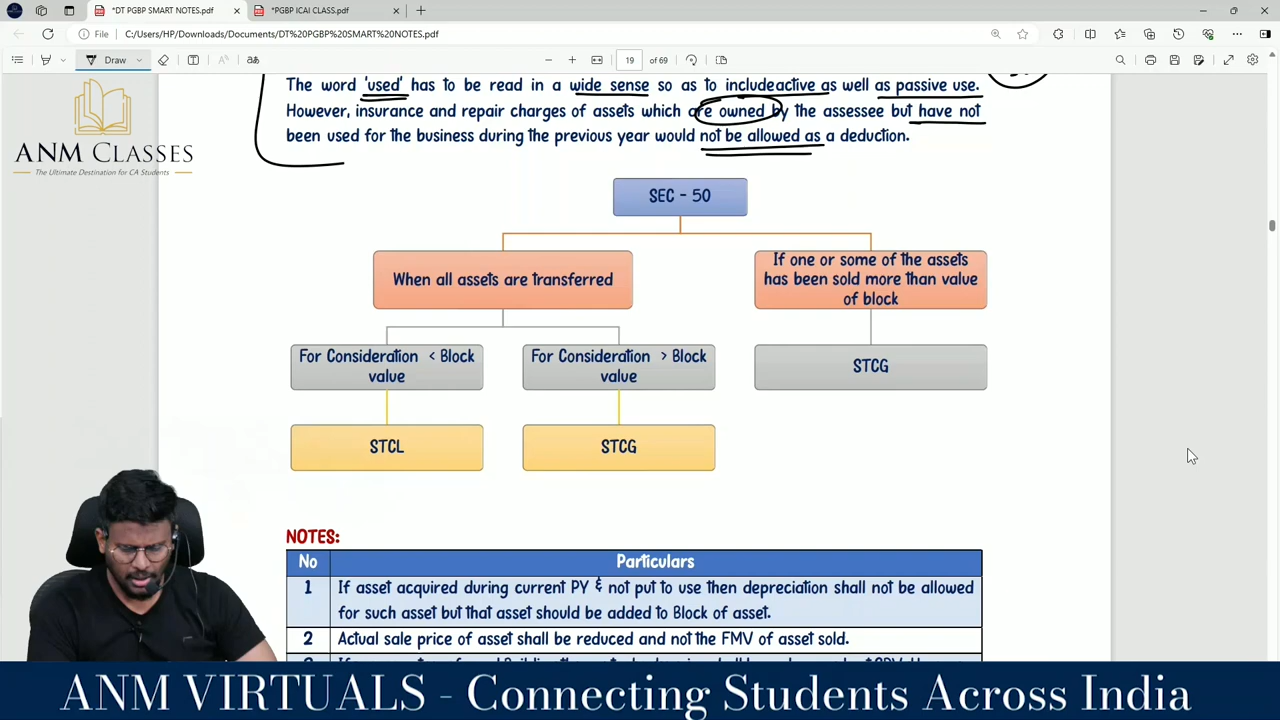 *DT PGBP SMART NOTES.pdf
*PGBP ICAI CLASS.pdf
File C:/Users/HP/Downloads/Documents/DT%20PGBP%20SMART%20NOTES.pdf
Draw 19 of 69
The word 'used' has to be read in a wide sense so as to includeactive as well as passive use.
However, insurance and repair charges of assets which are owned by the assessee but have not
been used for the business during the previous year would not be allowed as a deduction.
ANM CLASSES
The Ultimate Destination for CA Students
SEC - 50
When all assets are transferred
If one or some of the assets
has been sold more than value
of block
For Consideration < Block
value
For Consideration > Block
value
STCG
STCL
STCG
NOTES:
No Particulars
1 If asset acquired during current PY & not put to use then depreciation shall not be allowed
for such asset but that asset should be added to Block of asset.
2 Actual sale price of asset shall be reduced and not the FMV of asset sold.
ANM VIRTUALS - Connecting Students Across India